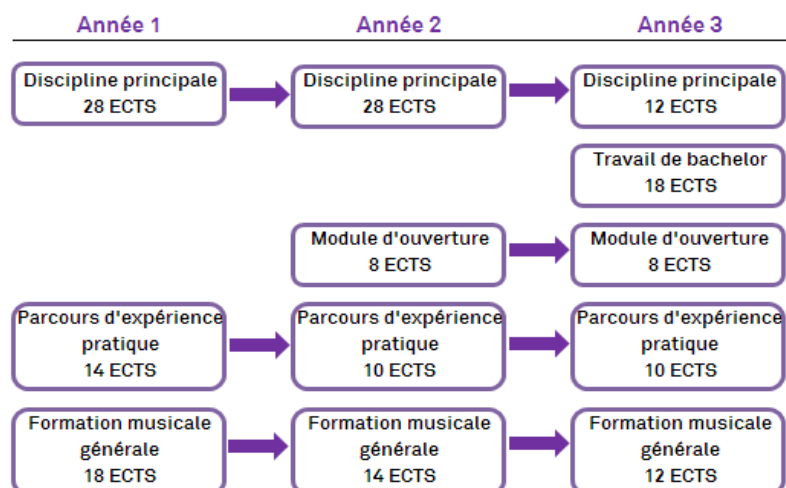 Année 1
Année 2
Année 3
Discipline principale
28 ECTS
Discipline principale
28 ECTS
Discipline principale
12 ECTS
Travail de bachelor
18 ECTS
Module d'ouverture
8 ECTS
Module d'ouverture
8 ECTS
Parcours d'expérience
pratique
14 ECTS
Parcours d'expérience
pratique
10 ECTS
Parcours d'expérience
pratique
10 ECTS
Formation musicale
générale
18 ECTS
Formation musicale
générale
14 ECTS
Formation musicale
générale
12 ECTS